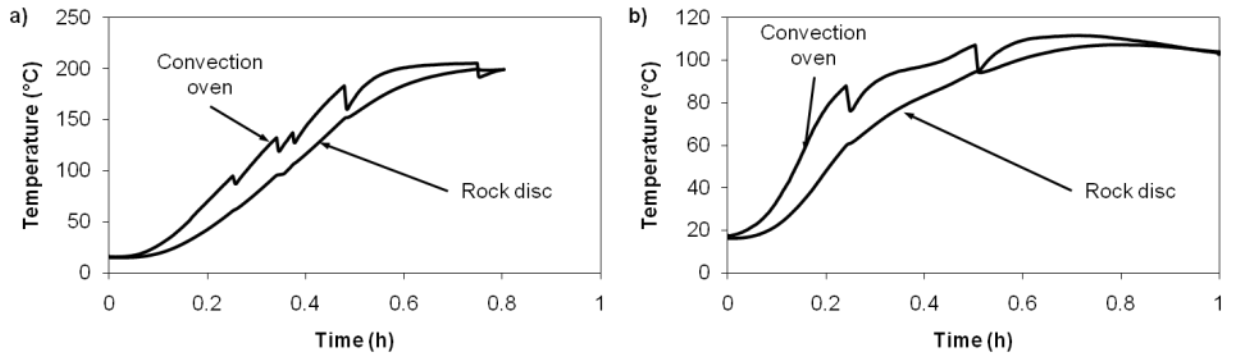 a)
250
200
150
100
50
0
Temperature (°C)
Convection
oven
Rock disc
0 0.2 0.4 0.6 0.8 1
Time (h)
b)
120
100
80
60
40
20
0
Temperature (°C)
Convection
oven
Rock disc
0 0.2 0.4 0.6 0.8 1
Time (h)